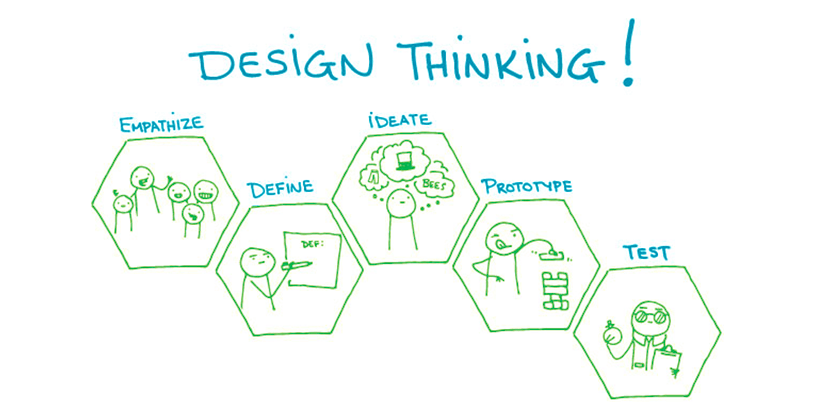 DESIGN THINKING!
EMPATHIZE
DEFINE
DEF:
iDEATE
BEES
PROTOTYPE
TEST